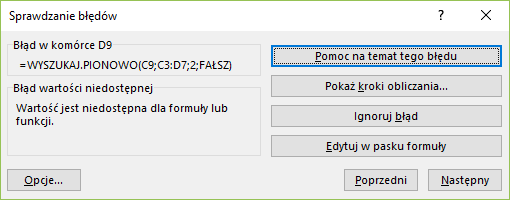 Sprawdzanie błędów
?
Błąd w komórce D9
=WYSZUKAJ.PIONOWO(C9;C3:D7;2;FAŁSZ)
Błąd wartości niedostępnej
Wartość jest niedostępna dla formuły lub
funkcji.
Pomoc na temat tego błędu
Pokaż kroki obliczania...
Ignoruj błąd
Edytuj w pasku formuły
Opcje...
Poprzedni
Następny